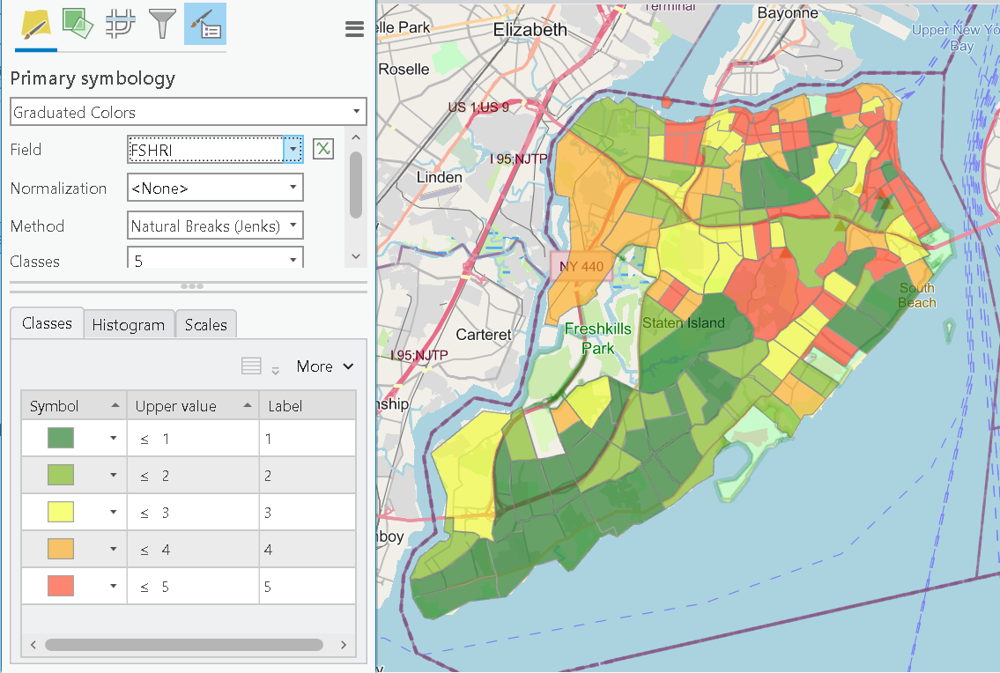 Primary symbology
Graduated Colors
Field
FSHRI
Normalization
<None>
Method
Natural Breaks (Jenks)
Classes
5
Classes
Histogram
Scales
More
Symbol
Upper value
Label
≤ 1
1
≤ 2
2
≤ 3
3
≤ 4
4
≤ 5
5
Terminal
Bayonne
elle Park
Elizabeth
Upper New Yo
Bay
Roselle
US 1;US 9
I 95;NJTP
Linden
NY 440
South
Beach
Staten Island
Freshkills
Park
Carteret
I 95;NJTP
nship
nboy
y